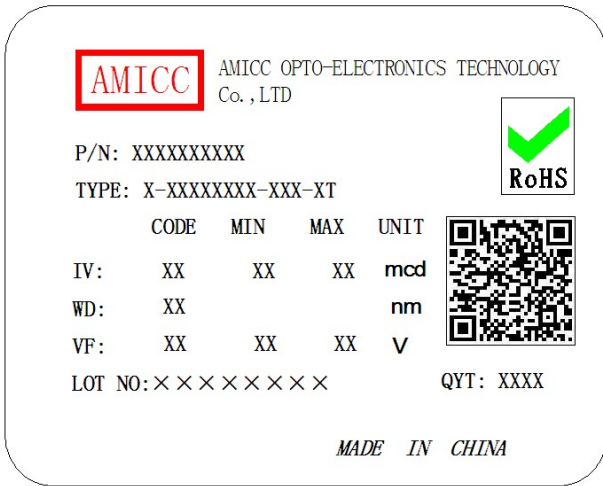 AMICC
AMICC OPTO-ELECTRONICS TECHNOLOGY
Co.,LTD
RoHS
P/N: XXXXXXXXXX
TYPE: X-XXXXXXXX-XXX-XT
CODE MIN MAX UNIT
IV: XX XX XX mcd
WD: XX nm
VF: XX XX XX V
LOT NO:××××××××
QYT: XXXX
MADE IN CHINA